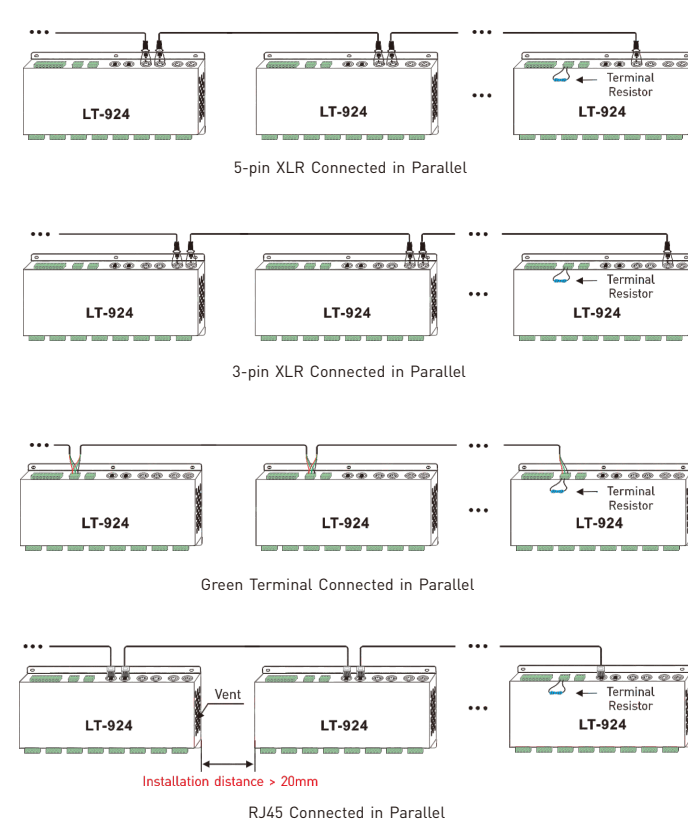 Terminal
Resistor
LT-924
LT-924
LT-924
5-pin XLR Connected in Parallel
Terminal
Resistor
LT-924
LT-924
LT-924
3-pin XLR Connected in Parallel
Terminal
Resistor
LT-924
LT-924
LT-924
Green Terminal Connected in Parallel
Vent
Terminal
Resistor
LT-924
LT-924
LT-924
Installation distance > 20mm
RJ45 Connected in Parallel